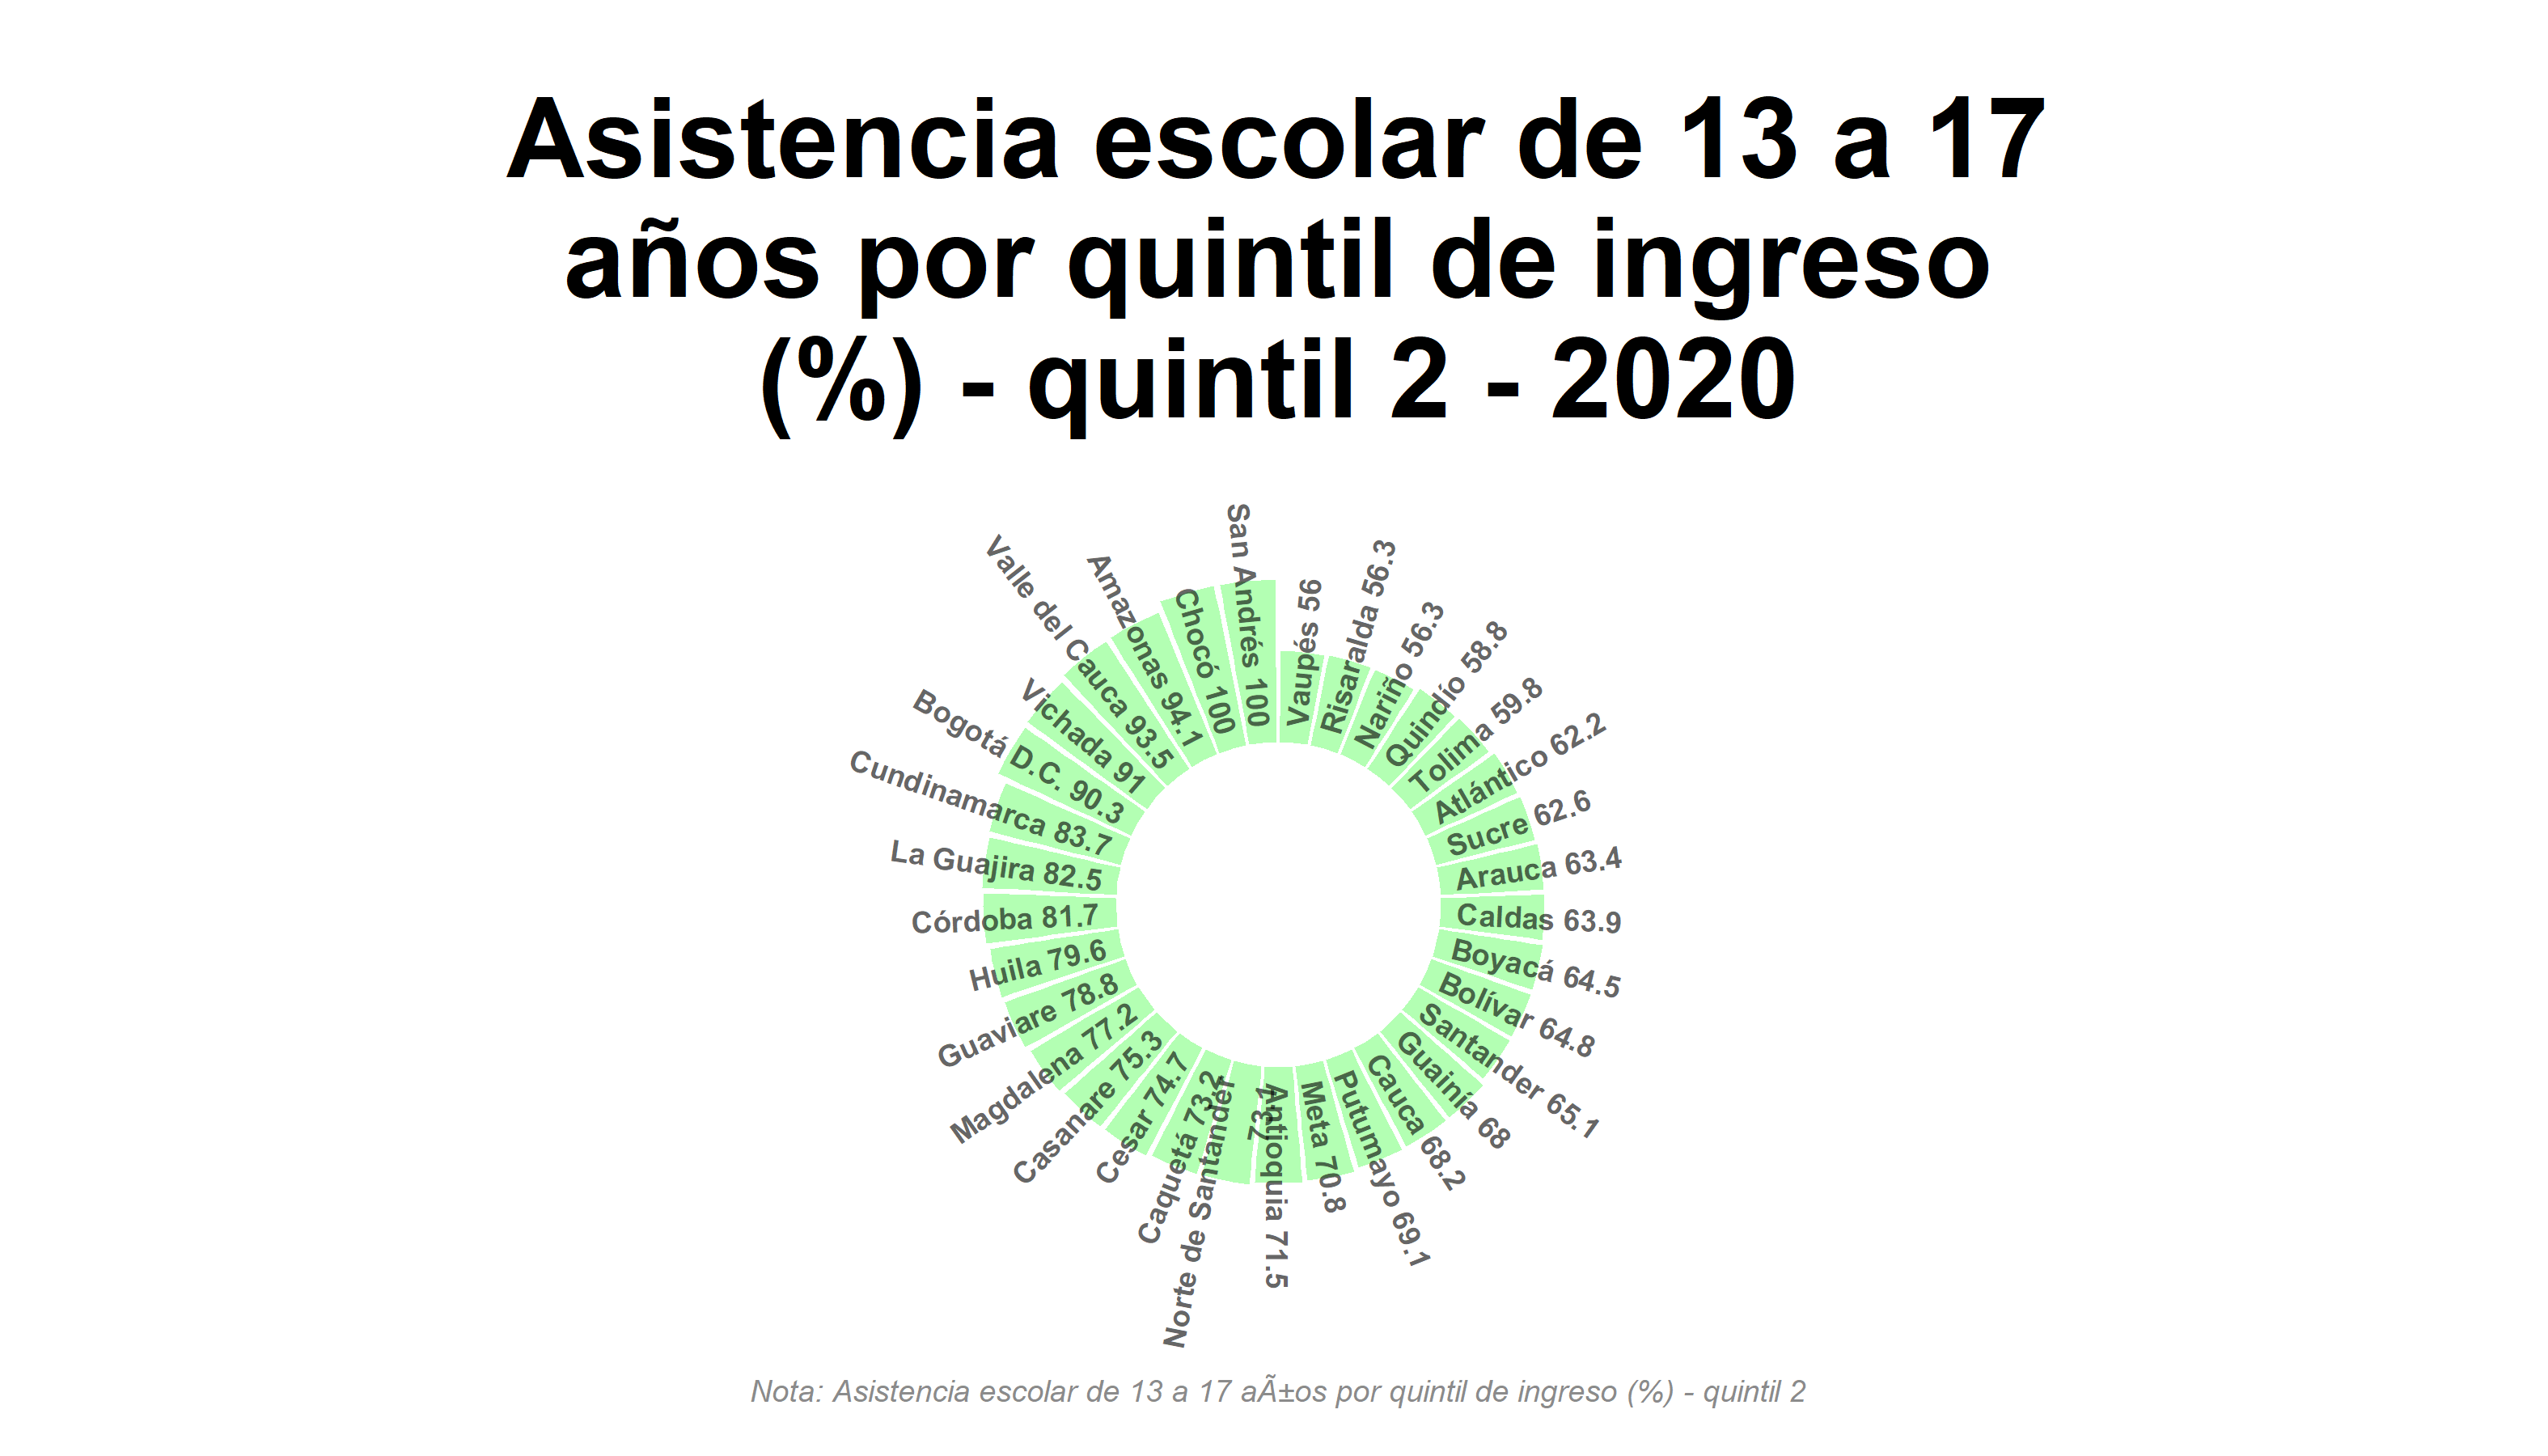 Asistencia escolar de 13 a 17
años por quintil de ingreso
(%) - quintil 2 - 2020
Vaupés 56
Risaralda 56.3
Nariño 56.3
Quindío 58.8
Tolima 59.8
Atlántico 62.2
Sucre 62.6
Arauca 63.4
Caldas 63.9
Boyacá 64.5
Bolívar 64.8
Santander 65.1
Guainía 68
Cauca 68.2
Putumayo 69.1
Meta 70.8
Antioquia 71.5
Norte de Santander
73.1
Caquetá 73.2
Cesar 74.7
Casanare 75.3
Magdalena 77.2
Guaviare 78.8
Huila 79.6
Córdoba 81.7
La Guajira 82.5
Cundinamarca 83.7
Bogotá D.C. 90.3
Vichada 91
Valle del Cauca 93.5
Amazonas 94.1
Chocó 100
San Andrés 100
Nota: Asistencia escolar de 13 a 17 aÃ±os por quintil de ingreso (%) - quintil 2